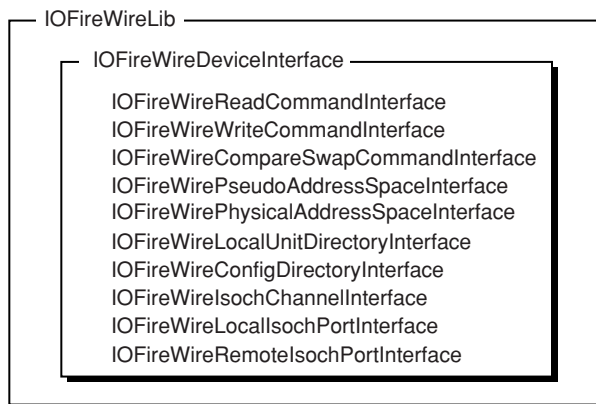 IOFireWireLib
IOFireWireDeviceInterface
IOFireWireReadCommandInterface
IOFireWireWriteCommandInterface
IOFireWireCompareSwapCommandInterface
IOFireWirePseudoAddressSpaceInterface
IOFireWirePhysicalAddressSpaceInterface
IOFireWireLocalUnitDirectoryInterface
IOFireWireConfigDirectoryInterface
IOFireWireIsochChannelInterface
IOFireWireLocalIsochPortInterface
IOFireWireRemoteIsochPortInterface